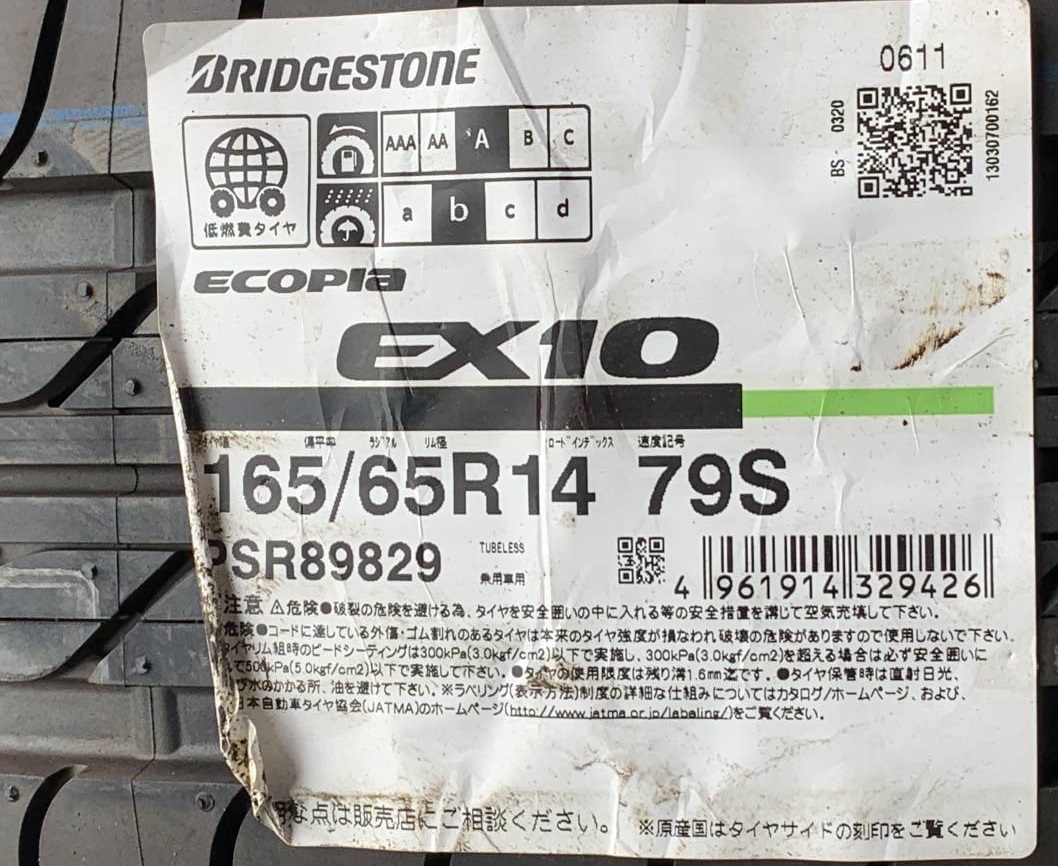 BRIDGESTONE
0611
BS - 0320
13030700162
AAA AA A B C
低燃費タイヤ
a b c d
ECOPIA
EX10
偏平率 ラジアル リム径 ロードインデックス 速度記号
165/65R14 79S
PSR89829
TUBELESS
乗用車用
4 961914 329426
注意 ⚠危険●破裂の危険を避ける為、タイヤを安全囲いの中に入れる等の安全措置を講じて空気充填して下さい。
危険●コードに達している外傷・ゴム割れのあるタイヤは本来のタイヤ強度が損なわれ破壊の危険がありますので使用しないで下さい。
タイヤリム組時のビードシーティングは300kPa(3.0kgf/cm2)以下で実施し、300kPa(3.0kgf/cm2)を超える場合は必ず安全囲いに
て500kPa(5.0kgf/cm2)以下で実施して下さい。●タイヤの使用限度は残り溝1.6mm迄です。●タイヤ保管時は直射日光、
水のかかる所、油を避けて下さい。※ラベリング(表示方法)制度の詳細な仕組みについてはカタログ/ホームページ、および、
本自動車タイヤ協会(JATMA)のホームページ(http://www.jatma.or.jp/labeling/)をご覧ください。
な点は販売店にご相談ください。 ※原産国はタイヤサイドの刻印をご覧ください